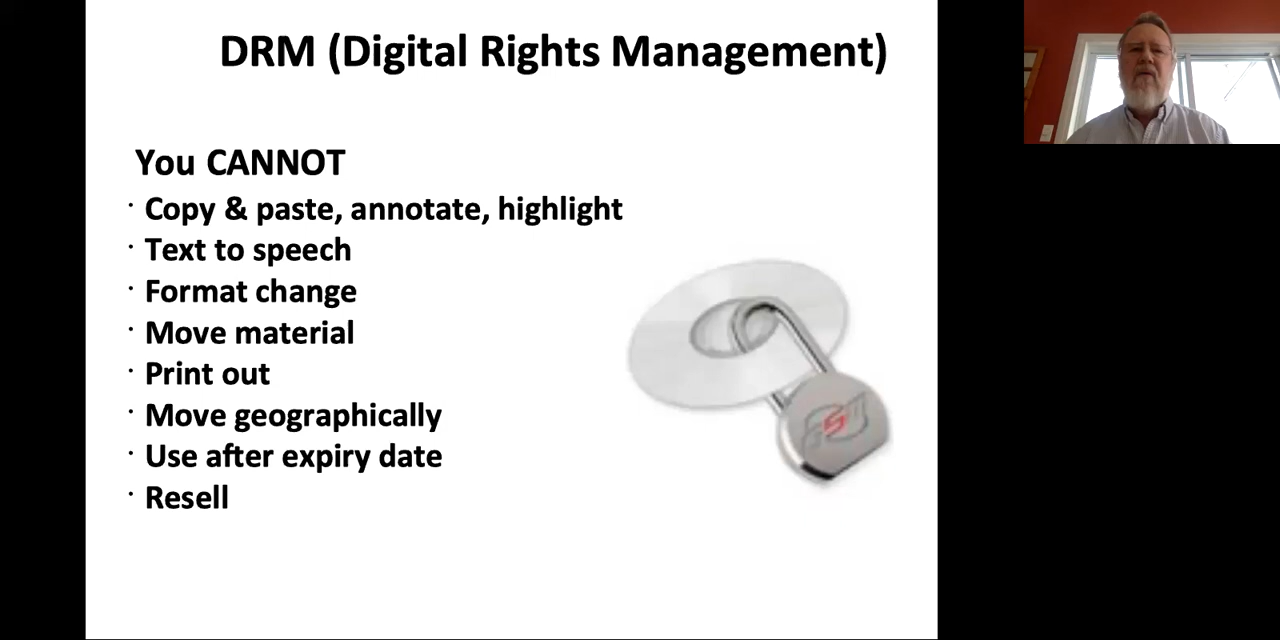 DRM (Digital Rights Management)
You CANNOT
· Copy & paste, annotate, highlight
· Text to speech
· Format change
· Move material
· Print out
· Move geographically
· Use after expiry date
· Resell